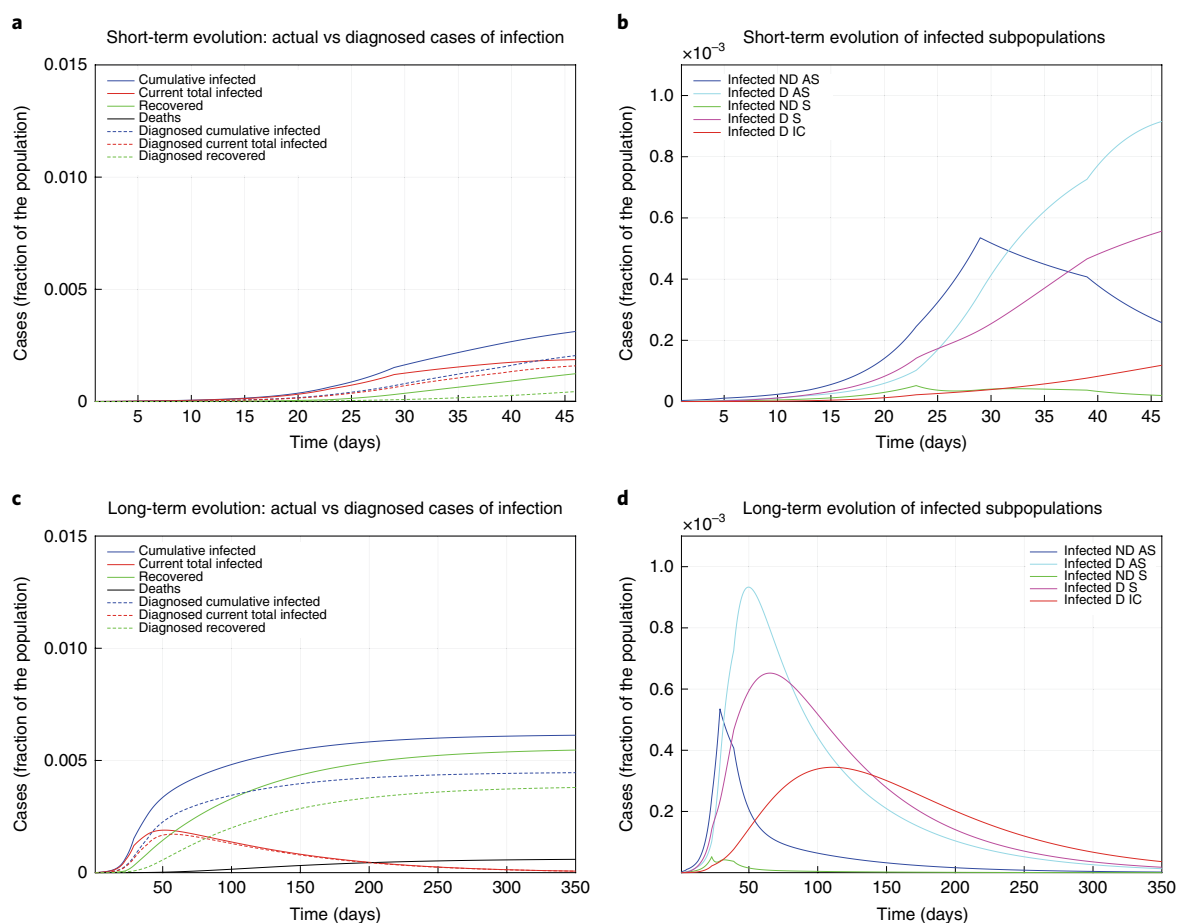 a
Short-term evolution: actual vs diagnosed cases of infection
0.015
0.010
0.005
0
Cases (fraction of the population)
Cumulative infected
Current total infected
Recovered
Deaths
Diagnosed cumulative infected
Diagnosed current total infected
Diagnosed recovered
5 10 15 20 25 30 35 40 45
Time (days)
b
Short-term evolution of infected subpopulations
×10⁻³
1.0
0.8
0.6
0.4
0.2
0
Cases (fraction of the population)
Infected ND AS
Infected D AS
Infected ND S
Infected D S
Infected D IC
5 10 15 20 25 30 35 40 45
Time (days)
c
Long-term evolution: actual vs diagnosed cases of infection
0.015
0.010
0.005
0
Cases (fraction of the population)
Cumulative infected
Current total infected
Recovered
Deaths
Diagnosed cumulative infected
Diagnosed current total infected
Diagnosed recovered
50 100 150 200 250 300 350
Time (days)
d
Long-term evolution of infected subpopulations
×10⁻³
1.0
0.8
0.6
0.4
0.2
Cases (fraction of the population)
Infected ND AS
Infected D AS
Infected ND S
Infected D S
Infected D IC
50 100 150 200 250 300 350
Time (days)